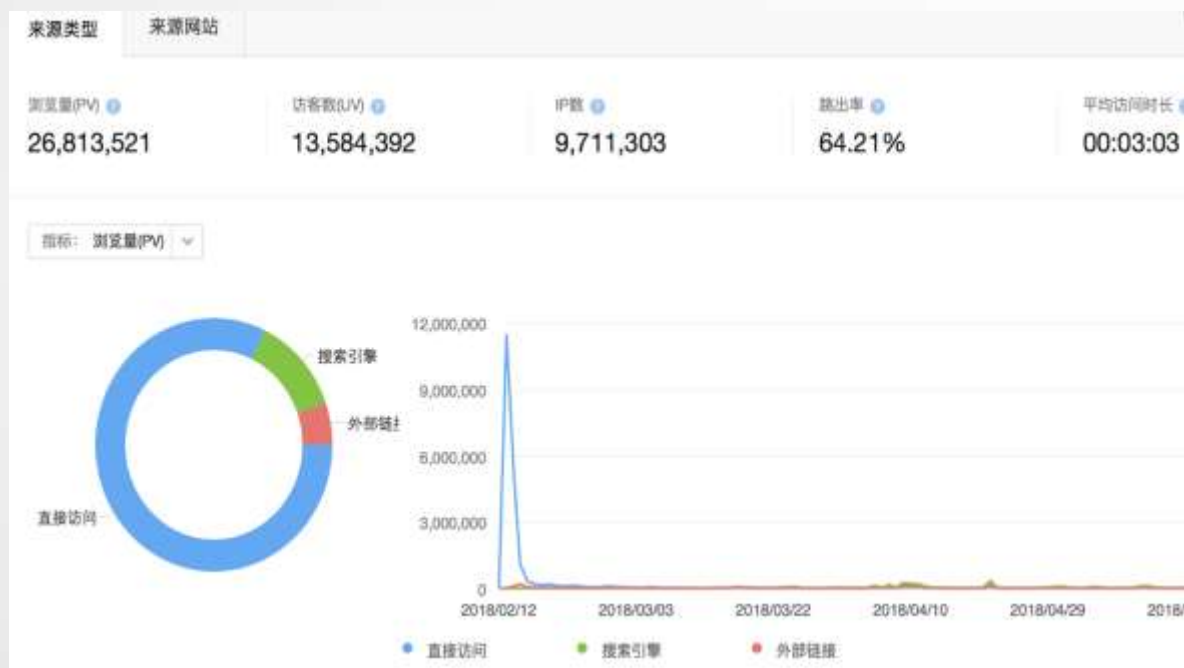 来源类型 来源网站
浏览量(PV) 访客数(UV) IP数 跳出率 平均访问时长
26,813,521 13,584,392 9,711,303 64.21% 00:03:03
指标： 浏览量(PV)
搜索引擎
外部链
直接访问
12,000,000
9,000,000
6,000,000
3,000,000
0
2018/02/12 2018/03/03 2018/03/22 2018/04/10 2018/04/29 2018/
直接访问 搜索引擎 外部链接